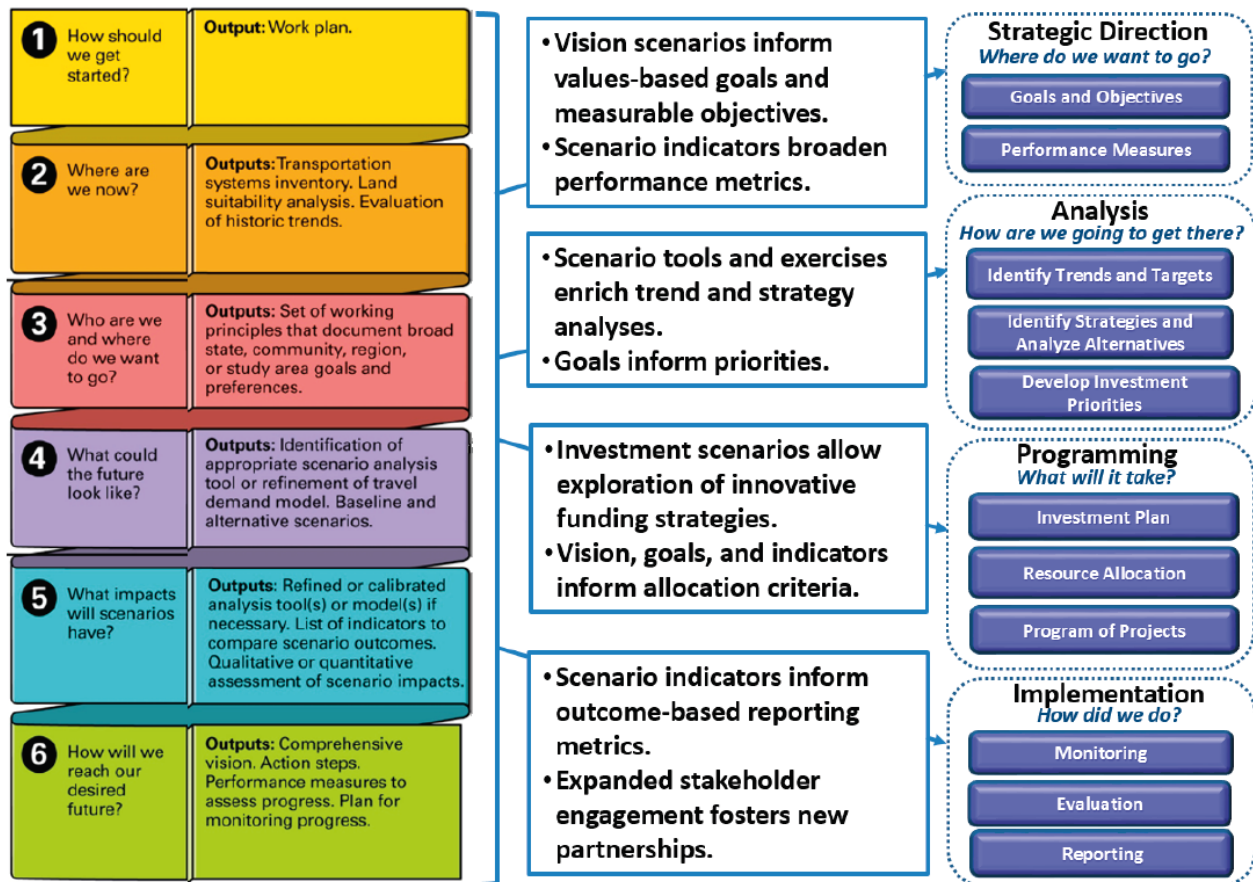 1
How should
we get
started?
Output: Work plan.
2
Where are
we now?
Outputs: Transportation
systems inventory. Land
suitability analysis. Evaluation
of historic trends.
3
Who are we
and where
do we want
to go?
Outputs: Set of working
principles that document broad
state, community, region,
or study area goals and
preferences.
4
What could
the future
look like?
Outputs: Identification of
appropriate scenario analysis
tool or refinement of travel
demand model. Baseline and
alternative scenarios.
5
What impacts
will scenarios
have?
Outputs: Refined or calibrated
analysis tool(s) or model(s) if
necessary. List of indicators to
compare scenario outcomes.
Qualitative or quantitative
assessment of scenario impacts.
6
How will we
reach our
desired
future?
Outputs: Comprehensive
vision. Action steps.
Performance measures to
assess progress. Plan for
monitoring progress.
• Vision scenarios inform
values-based goals and
measurable objectives.
• Scenario indicators broaden
performance metrics.
• Scenario tools and exercises
enrich trend and strategy
analyses.
• Goals inform priorities.
• Investment scenarios allow
exploration of innovative
funding strategies.
• Vision, goals, and indicators
inform allocation criteria.
• Scenario indicators inform
outcome-based reporting
metrics.
• Expanded stakeholder
engagement fosters new
partnerships.
Strategic Direction
Where do we want to go?
Goals and Objectives
Performance Measures
Analysis
How are we going to get there?
Identify Trends and Targets
Identify Strategies and
Analyze Alternatives
Develop Investment
Priorities
Programming
What will it take?
Investment Plan
Resource Allocation
Program of Projects
Implementation
How did we do?
Monitoring
Evaluation
Reporting